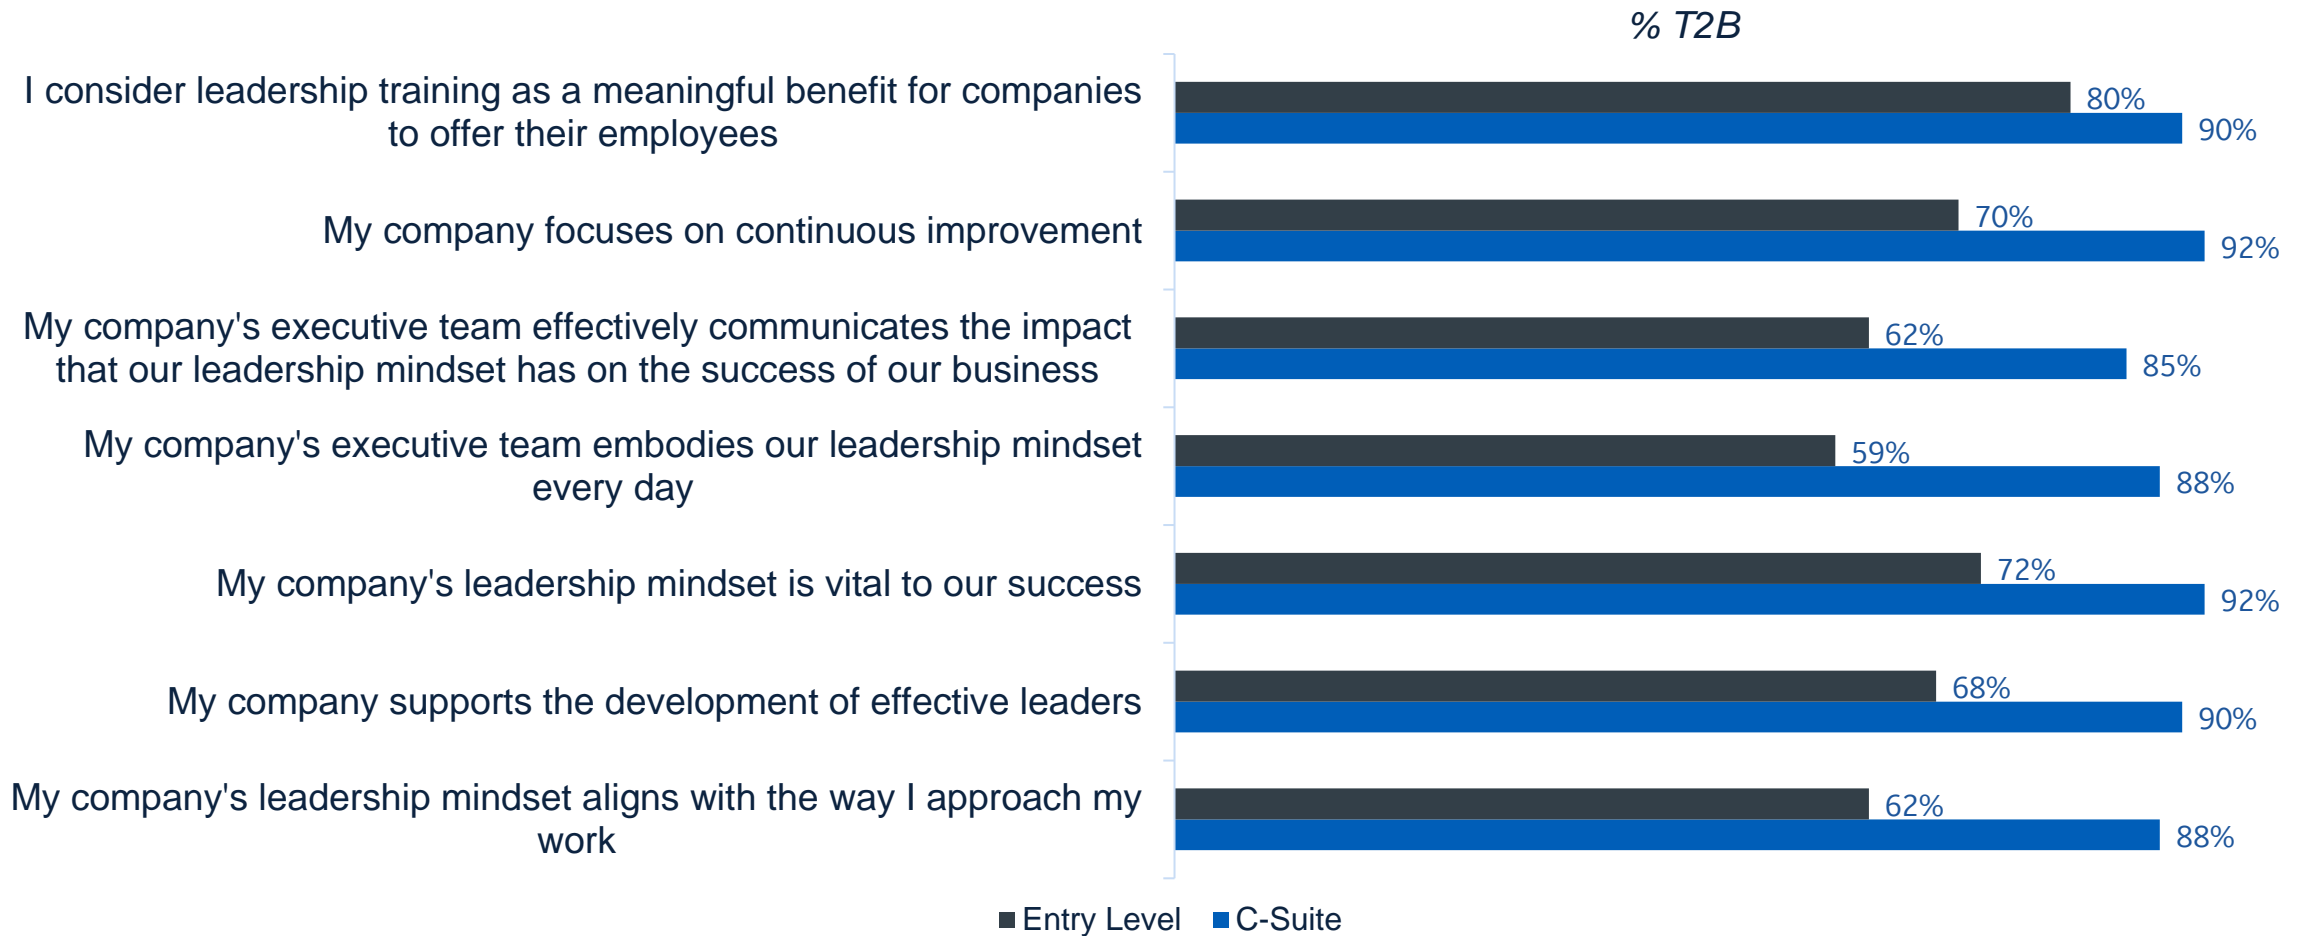 % T2B
I consider leadership training as a meaningful benefit for companies
to offer their employees
80%
90%
My company focuses on continuous improvement
70%
92%
My company's executive team effectively communicates the impact
that our leadership mindset has on the success of our business
62%
85%
My company's executive team embodies our leadership mindset
every day
59%
88%
My company's leadership mindset is vital to our success
72%
92%
My company supports the development of effective leaders
68%
90%
My company's leadership mindset aligns with the way I approach my
work
62%
88%
Entry Level C-Suite